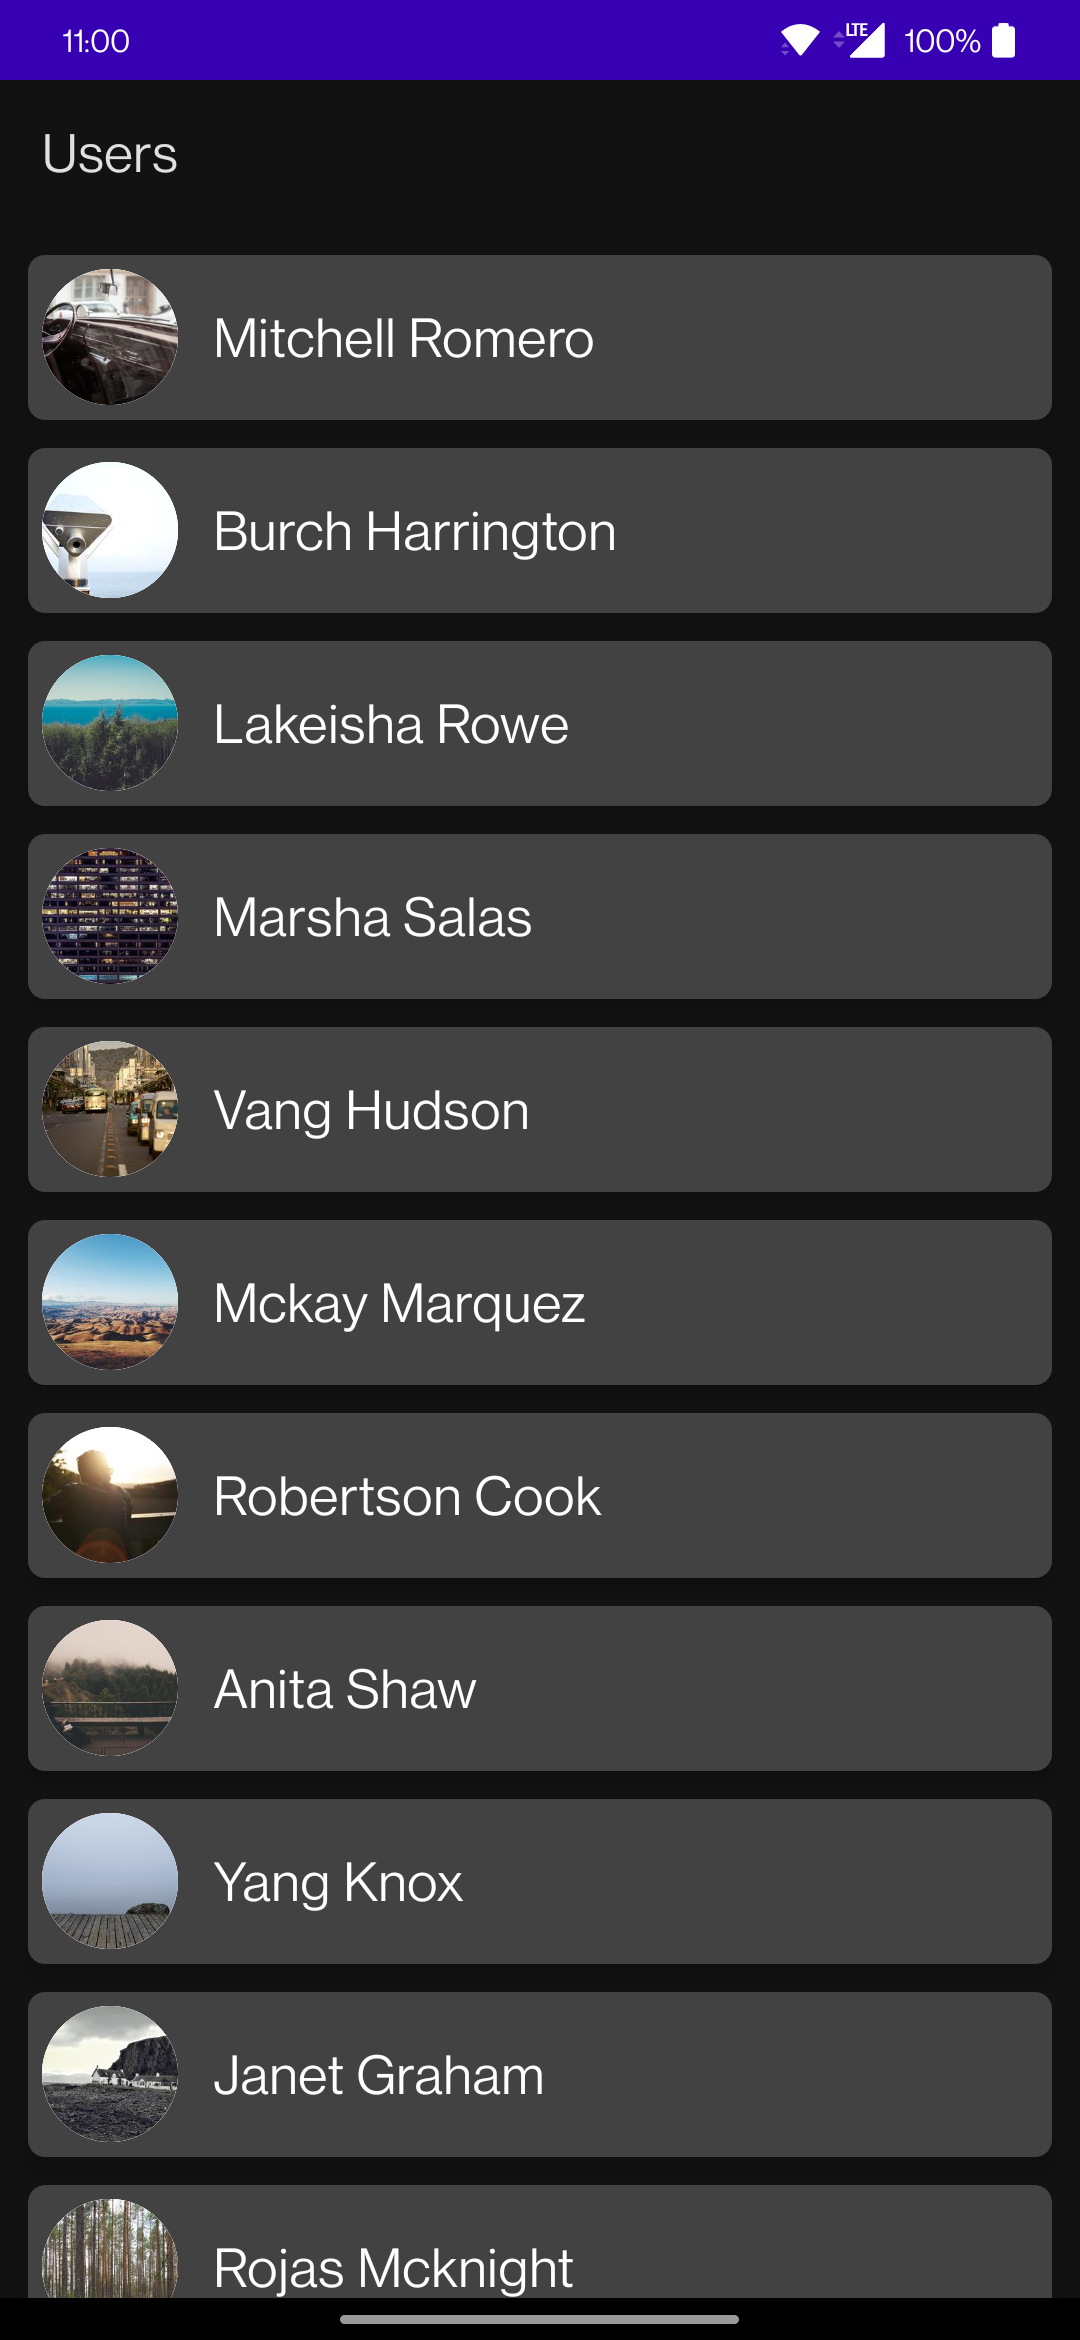 11:00 LTE 100%
Users
Mitchell Romero
Burch Harrington
Lakeisha Rowe
Marsha Salas
Vang Hudson
Mckay Marquez
Robertson Cook
Anita Shaw
Yang Knox
Janet Graham
Rojas Mcknight